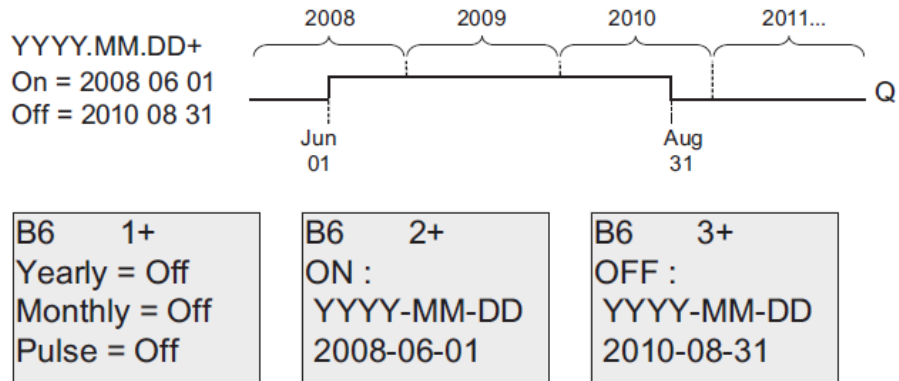 2008 2009 2010 2011...
YYYY.MM.DD+
On = 2008 06 01
Off = 2010 08 31
Q
Jun
01
Aug
31
B6 1+
Yearly = Off
Monthly = Off
Pulse = Off
B6 2+
ON :
YYYY-MM-DD
2008-06-01
B6 3+
OFF :
YYYY-MM-DD
2010-08-31